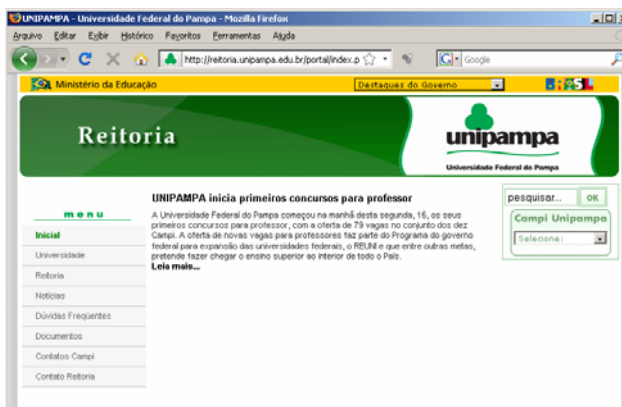 UNIPAMPA - Universidade Federal do Pampa - Mozilla Firefox
Arquivo Editar Exibir Histórico Favoritos Ferramentas Ajuda
http://reitoria.unipampa.edu.br/portal/index.p
Google
Ministério da Educação
Destaques do Governo
BRASIL
Reitoria
unipampa
Universidade Federal do Pampa
menu
Inicial
Universidade
Reitoria
Notícias
Dúvidas Freqüentes
Documentos
Contatos Campi
Contato Reitoria
UNIPAMPA inicia primeiros concursos para professor
A Universidade Federal do Pampa começou na manhã desta segunda, 16, os seus
primeiros concursos para professor, com a oferta de 79 vagas no conjunto dos dez
Campi. A oferta de novas vagas para professores faz parte do Programa do governo
federal para expansão das universidades federais, o REUNI e que entre outras metas,
pretende fazer chegar o ensino superior ao interior de todo o País.
Leia mais...
pesquisar... OK
Campi Unipampa
Selecione: